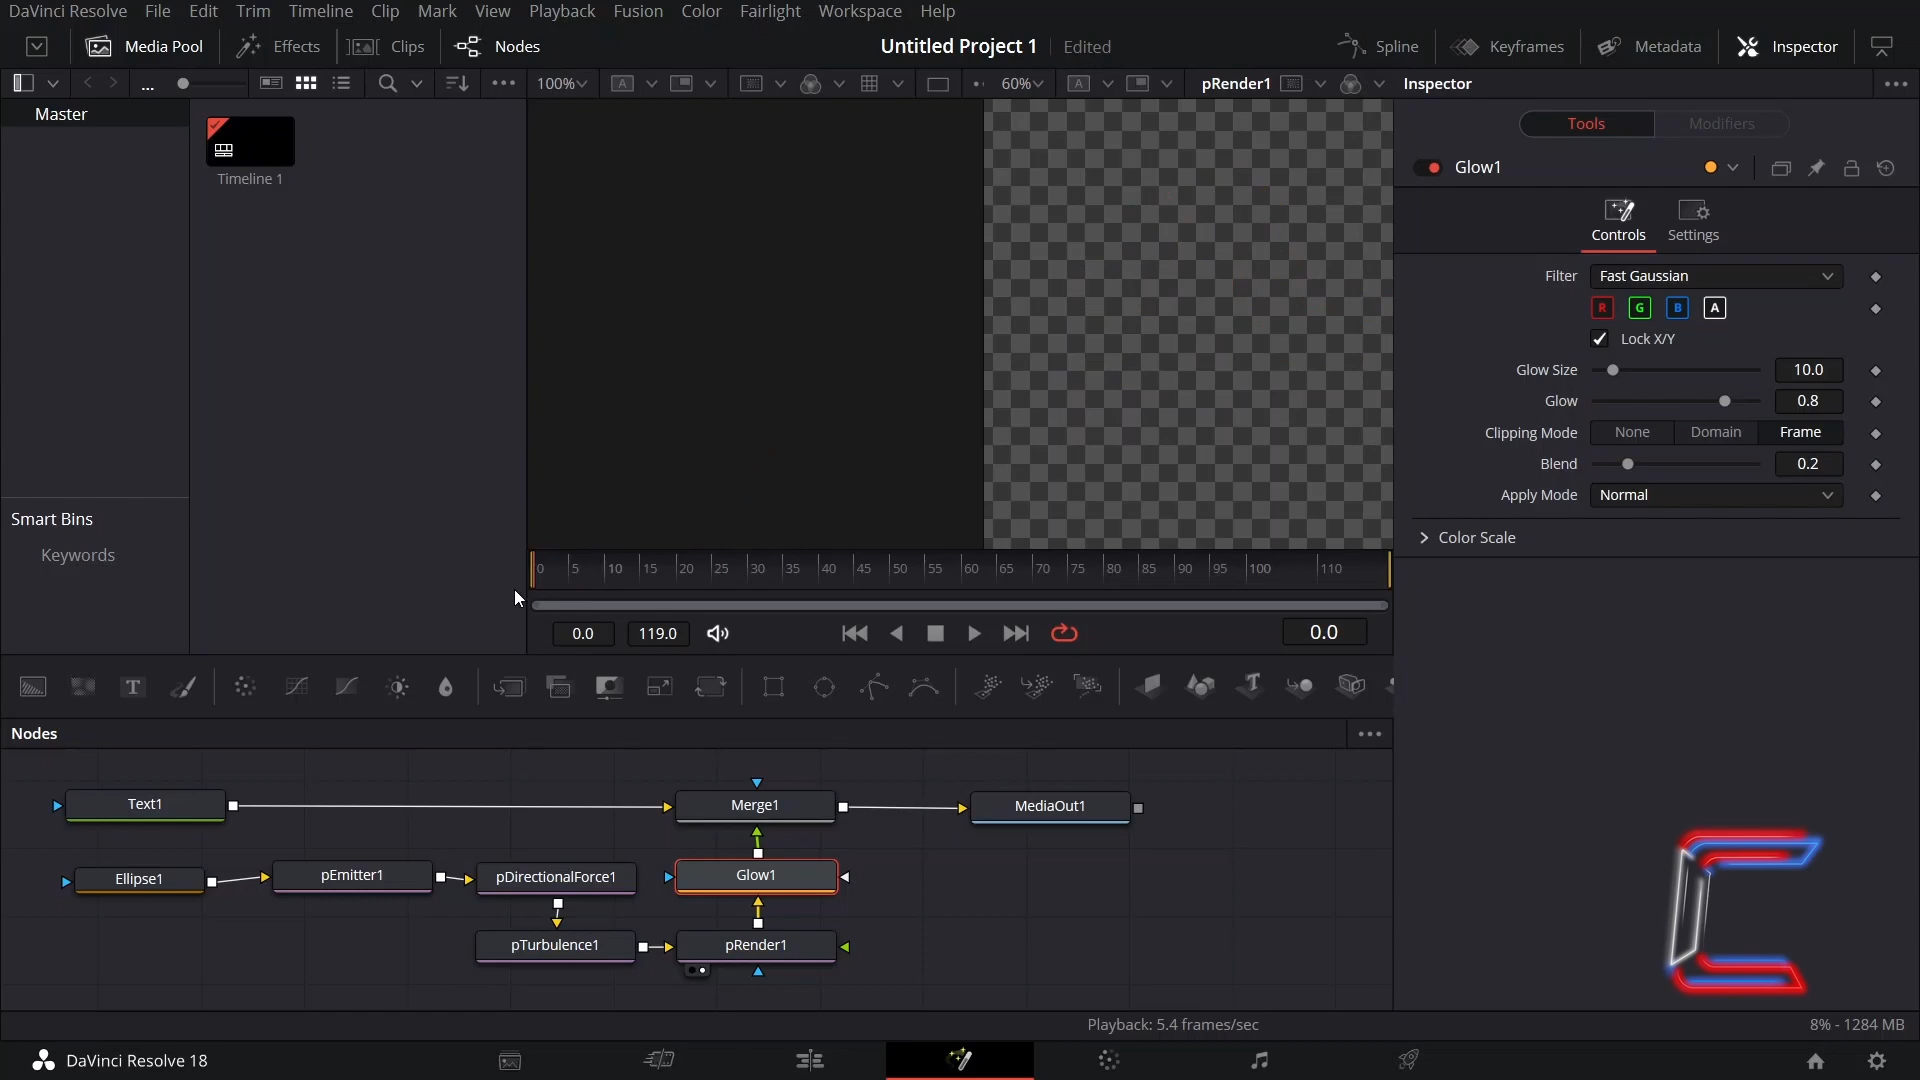 DaVinci Resolve File Edit Trim Timeline Clip Mark View Playback Fusion Color Fairlight Workspace Help
Media Pool Effects Clips Nodes Untitled Project 1 Edited Spline Keyframes Metadata Inspector
... 100% A 60% A pRender1 Inspector
Master
Timeline 1
Tools Modifiers
Glow1
Controls Settings
Filter Fast Gaussian
R G B A
Lock X/Y
Glow Size 10.0
Glow 0.8
Clipping Mode None Domain Frame
Blend 0.2
Apply Mode Normal
Color Scale
Smart Bins
Keywords
0 5 10 15 20 25 30 35 40 45 50 55 60 65 70 75 80 85 90 95 100 110
0.0 119.0 0.0
T T
Nodes
Text1 Merge1 MediaOut1
Ellipse1 pEmitter1 pDirectionalForce1 Glow1
pTurbulence1 pRender1
Playback: 5.4 frames/sec 8% - 1284 MB
DaVinci Resolve 18